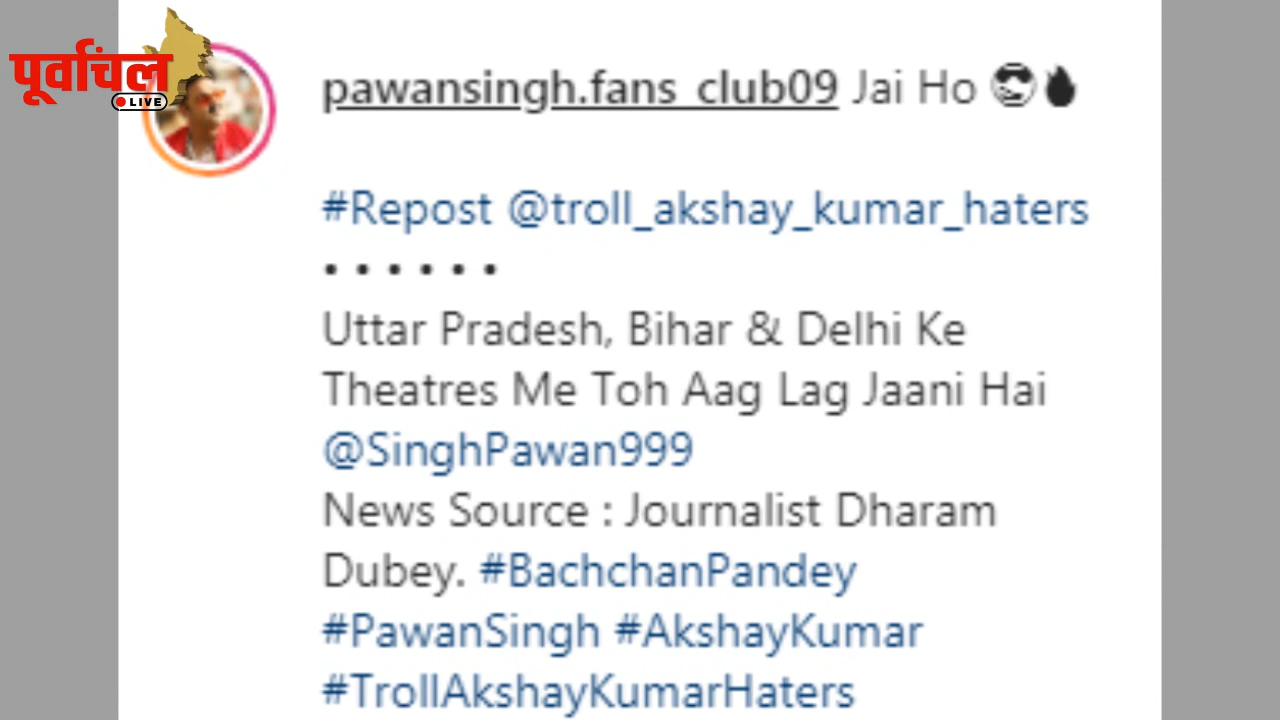 पूर्वांचल
LIVE
pawansingh.fans_club09 Jai Ho 😎🔥
#Repost @troll_akshay_kumar_haters
• • • • • •
Uttar Pradesh, Bihar & Delhi Ke
Theatres Me Toh Aag Lag Jaani Hai
@SinghPawan999
News Source : Journalist Dharam
Dubey. #BachchanPandey
#PawanSingh #AkshayKumar
#TrollAkshayKumarHaters